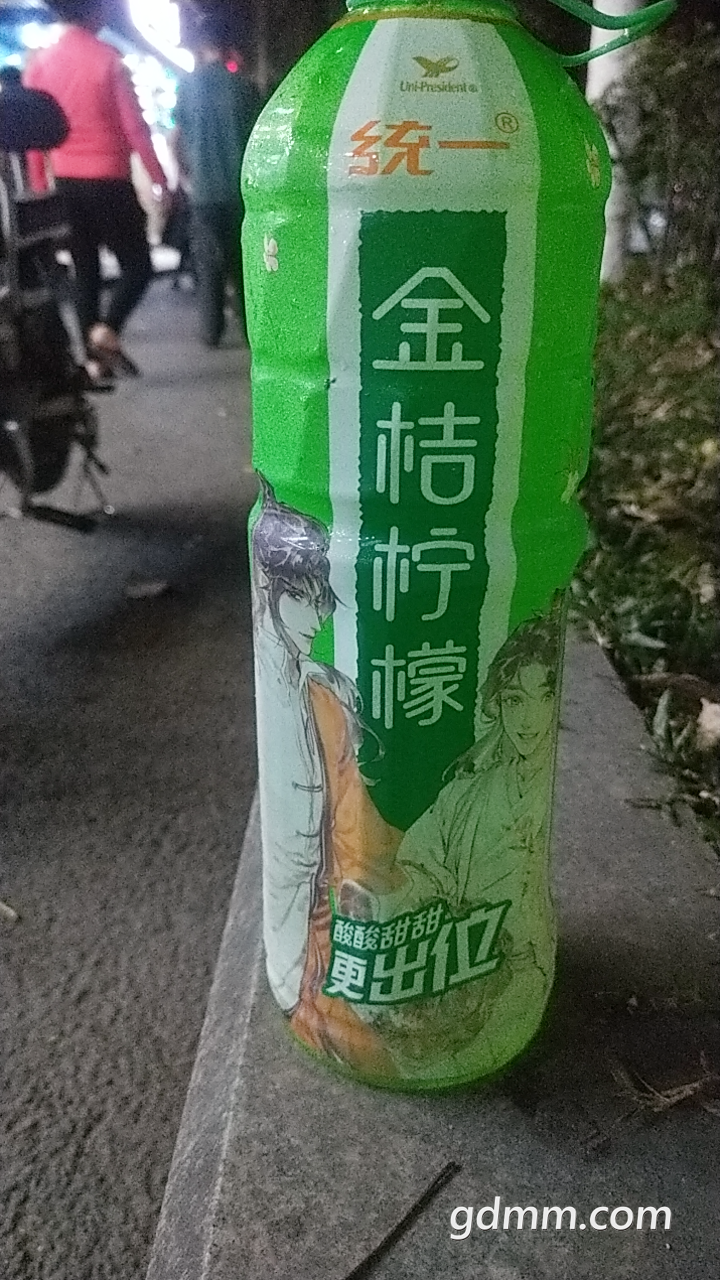 Uni-President®
统一®
金桔柠檬
酸酸甜甜
更出位
gdmm.com